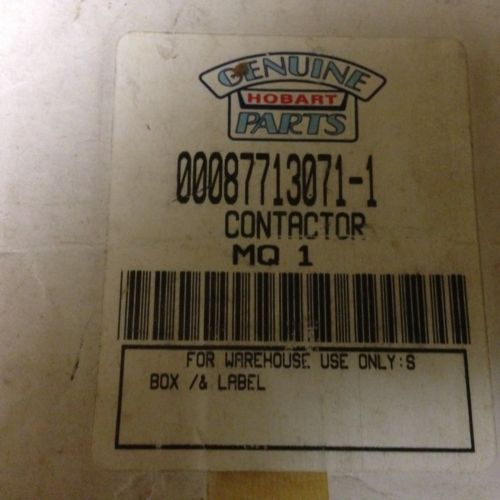 GENUINE
HOBART
PARTS
00087713071-1
CONTACTOR
MQ 1
FOR WAREHOUSE USE ONLY:S
BOX /& LABEL